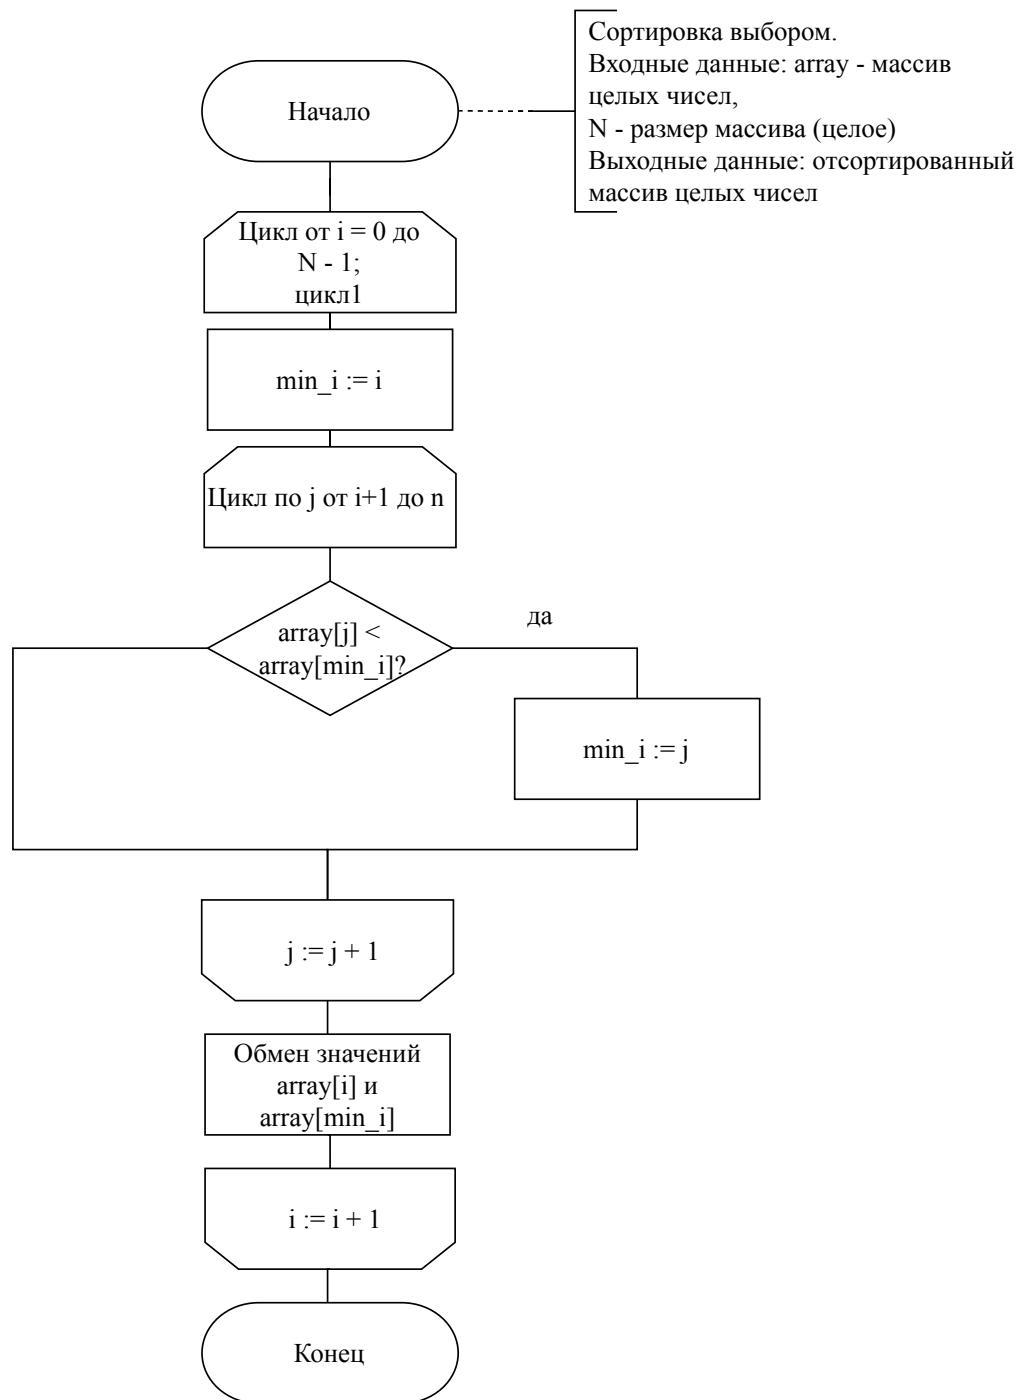 Сортировка выбором.
Входные данные: array - массив
целых чисел,
N - размер массива (целое)
Выходные данные: отсортированный
массив целых чисел
Начало
Цикл от i = 0 до
N - 1;
цикл1
min_i := i
Цикл по j от i+1 до n
array[j] <
array[min_i]?
да
min_i := j
j := j + 1
Обмен значений
array[i] и
array[min_i]
i := i + 1
Конец